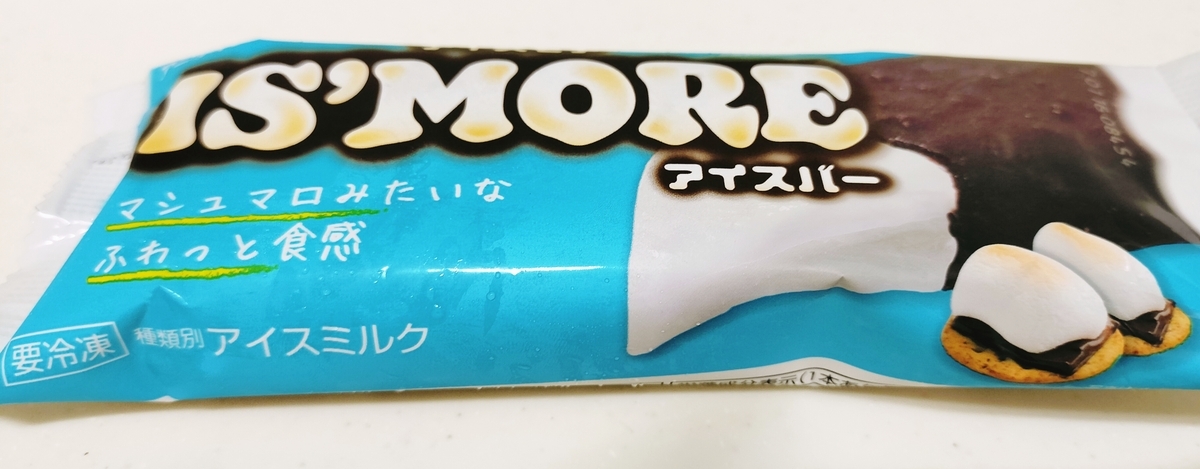 IS'MORE
アイスバー
マシュマロみたいな
ふわっと食感
要冷凍
種類別 アイスミルク